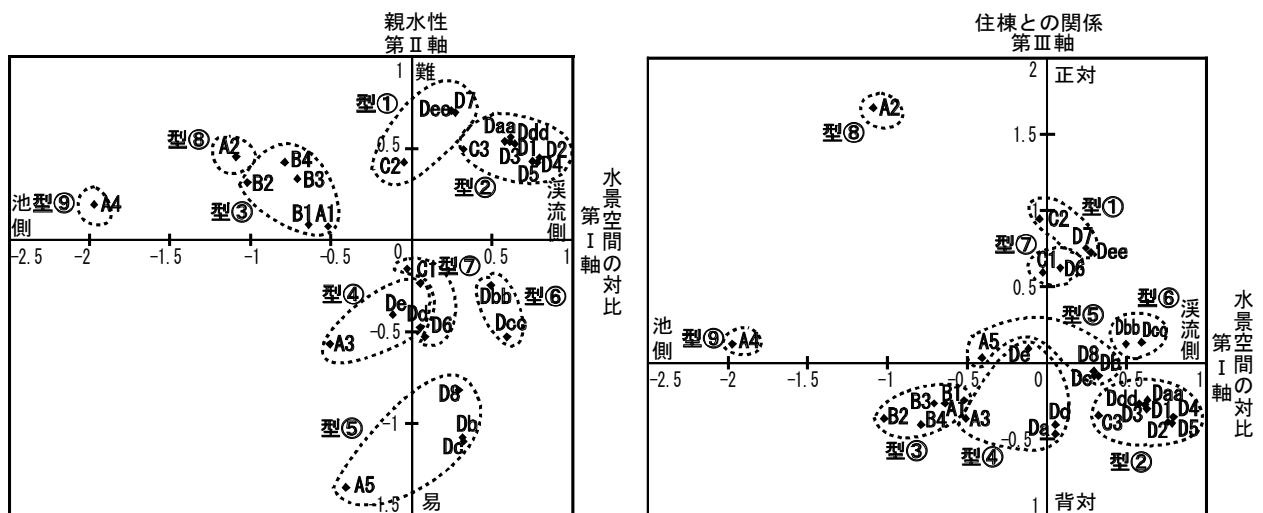 親水性
第Ⅱ軸
1
難
型①
Dee
D7
型⑧
A2
0.5
C2
C3
Daa
Ddd
D3
D1
D2
D5
D4
型②
B4
B3
B2
型③
B1
A1
池側
型⑨
A4
渓流側
水景空間の対比
第Ⅰ軸
-2.5
-2
-1.5
-1
-0.5
0
0.5
1
C1
型⑦
型④
De
Dd
D6
Dbb
型⑥
Dcc
A3
-0.5
D8
-1
Db
Dc
型⑤
A5
-1.5
易
住棟との関係
第Ⅲ軸
2
正対
A2
型⑧
1.5
1
C2
型①
型⑦
D7
Dee
C1
D6
0.5
型⑥
型⑤
Dbb
Dcc
渓流側
水景空間の対比
第Ⅰ軸
池側
型⑨
A4
A5
De
D8
Db
Dc
-2.5
-2
-1.5
-1
-0.5
0
0.5
1
B3
B1
B2
B4
A1
A3
Dd
Da
Ddd
Daa
D3
D1
D4
C3
D2
D5
-0.5
型③
型④
型②
1
背対